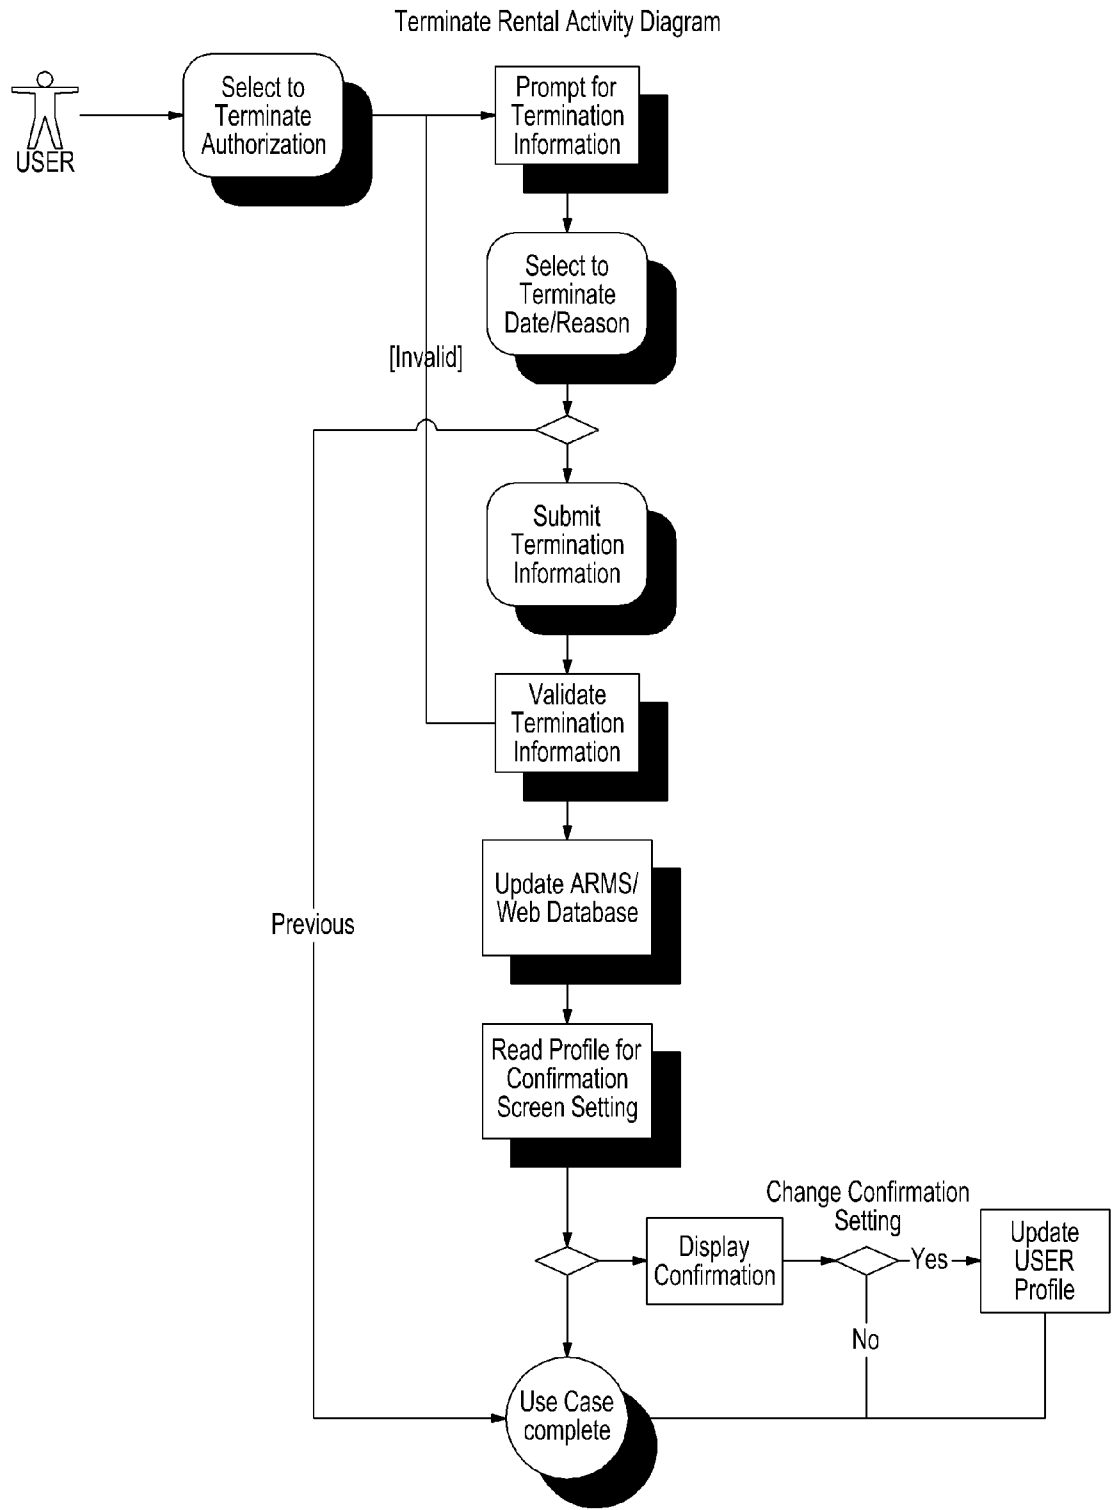 Terminate Rental Activity Diagram
USER
Select to
Terminate
Authorization
Prompt for
Termination
Information
Select to
Terminate
Date/Reason
[Invalid]
Submit
Termination
Information
Validate
Termination
Information
Update ARMS/
Web Database
Previous
Read Profile for
Confirmation
Screen Setting
Display
Confirmation
Change Confirmation
Setting
Yes
Update
USER
Profile
No
Use Case
complete